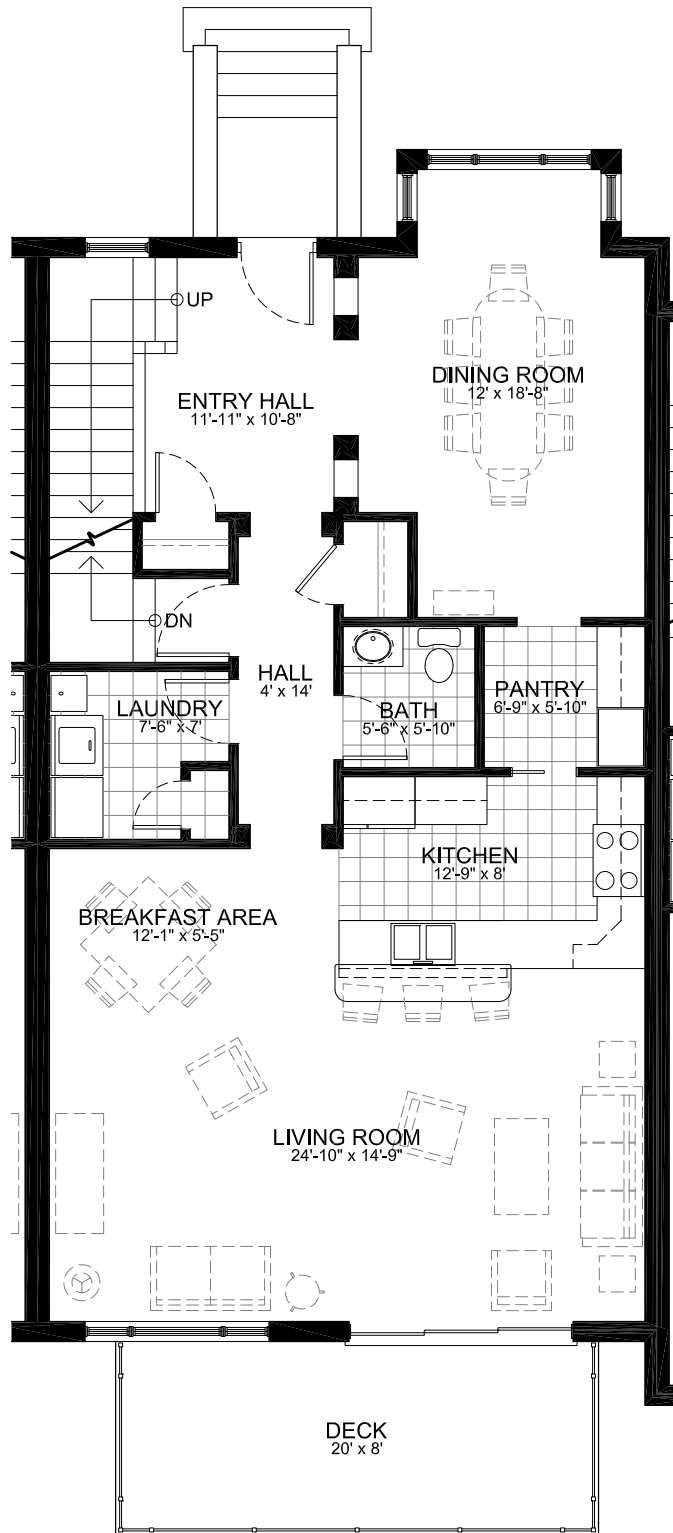 UP
ENTRY HALL
11'-11" x 10'-8"
DINING ROOM
12' x 18'-8"
DN
HALL
4' x 14'
LAUNDRY
7'-6" x 7'
BATH
5'-6" x 5'-10"
PANTRY
6'-9" x 5'-10"
KITCHEN
12'-9" x 8'
BREAKFAST AREA
12'-1" x 5'-5"
LIVING ROOM
24'-10" x 14'-9"
DECK
20' x 8'